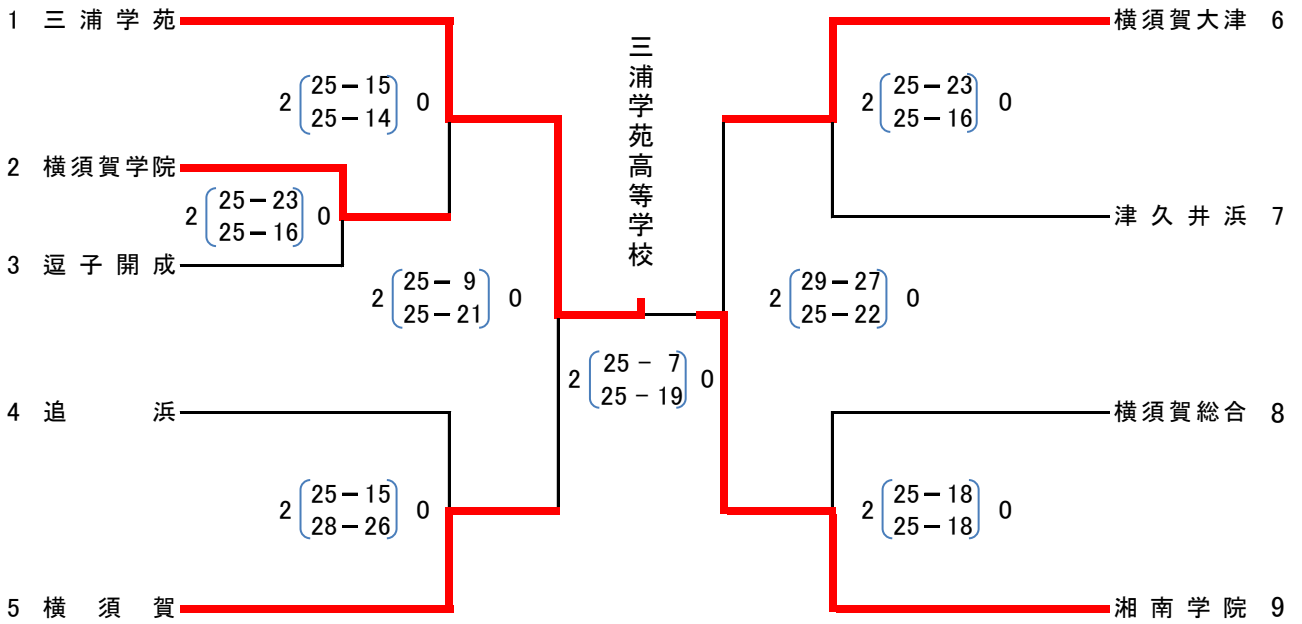 1 三浦学苑
2 (25－15 25－14) 0
2 横須賀学院
2 (25－23 25－16) 0
3 逗子開成
2 (25－ 9 25－21) 0
4 追浜
2 (25－15 28－26) 0
5 横須賀
三浦学苑高等学校
2 (25－ 7 25－19) 0
横須賀大津 6
2 (25－23 25－16) 0
津久井浜 7
2 (29－27 25－22) 0
横須賀総合 8
2 (25－18 25－18) 0
湘南学院 9